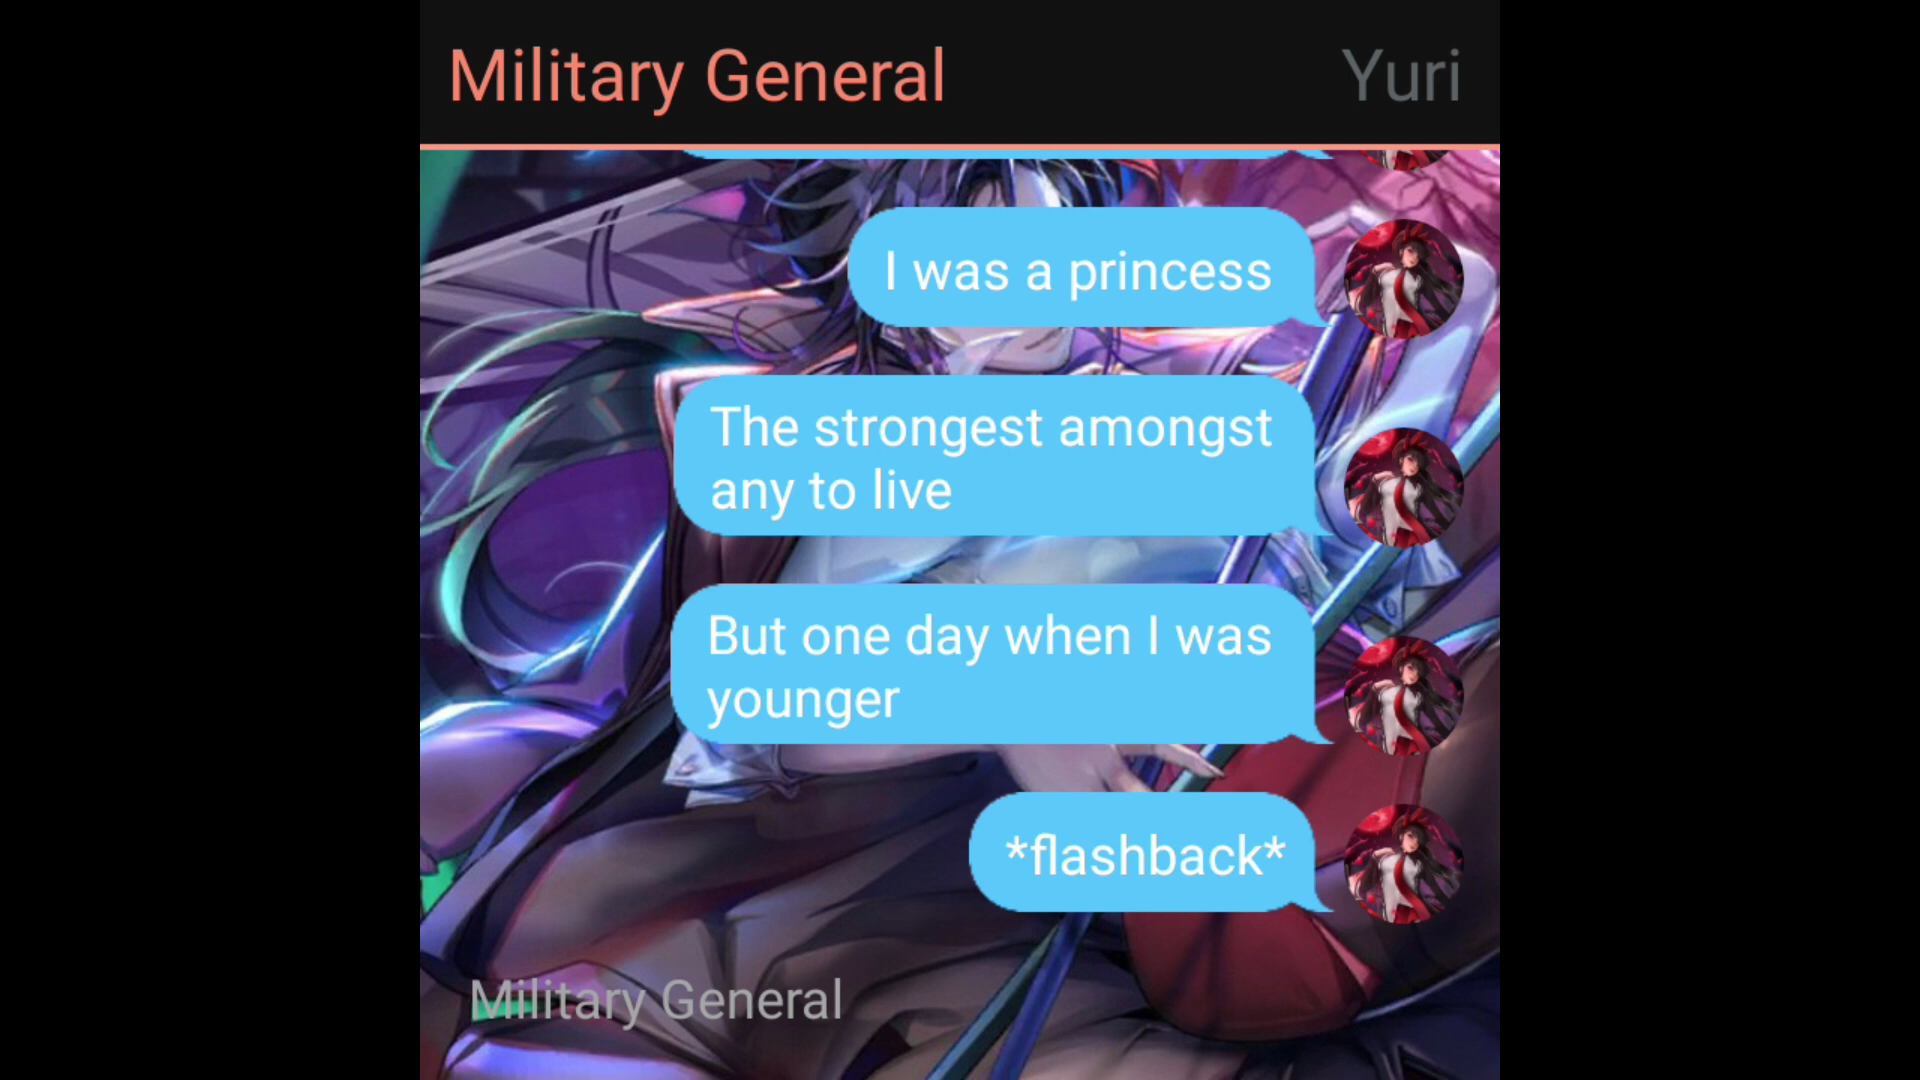 Military General
Yuri
I was a princess
The strongest amongst
any to live
But one day when I was
younger
*flashback*
Military General